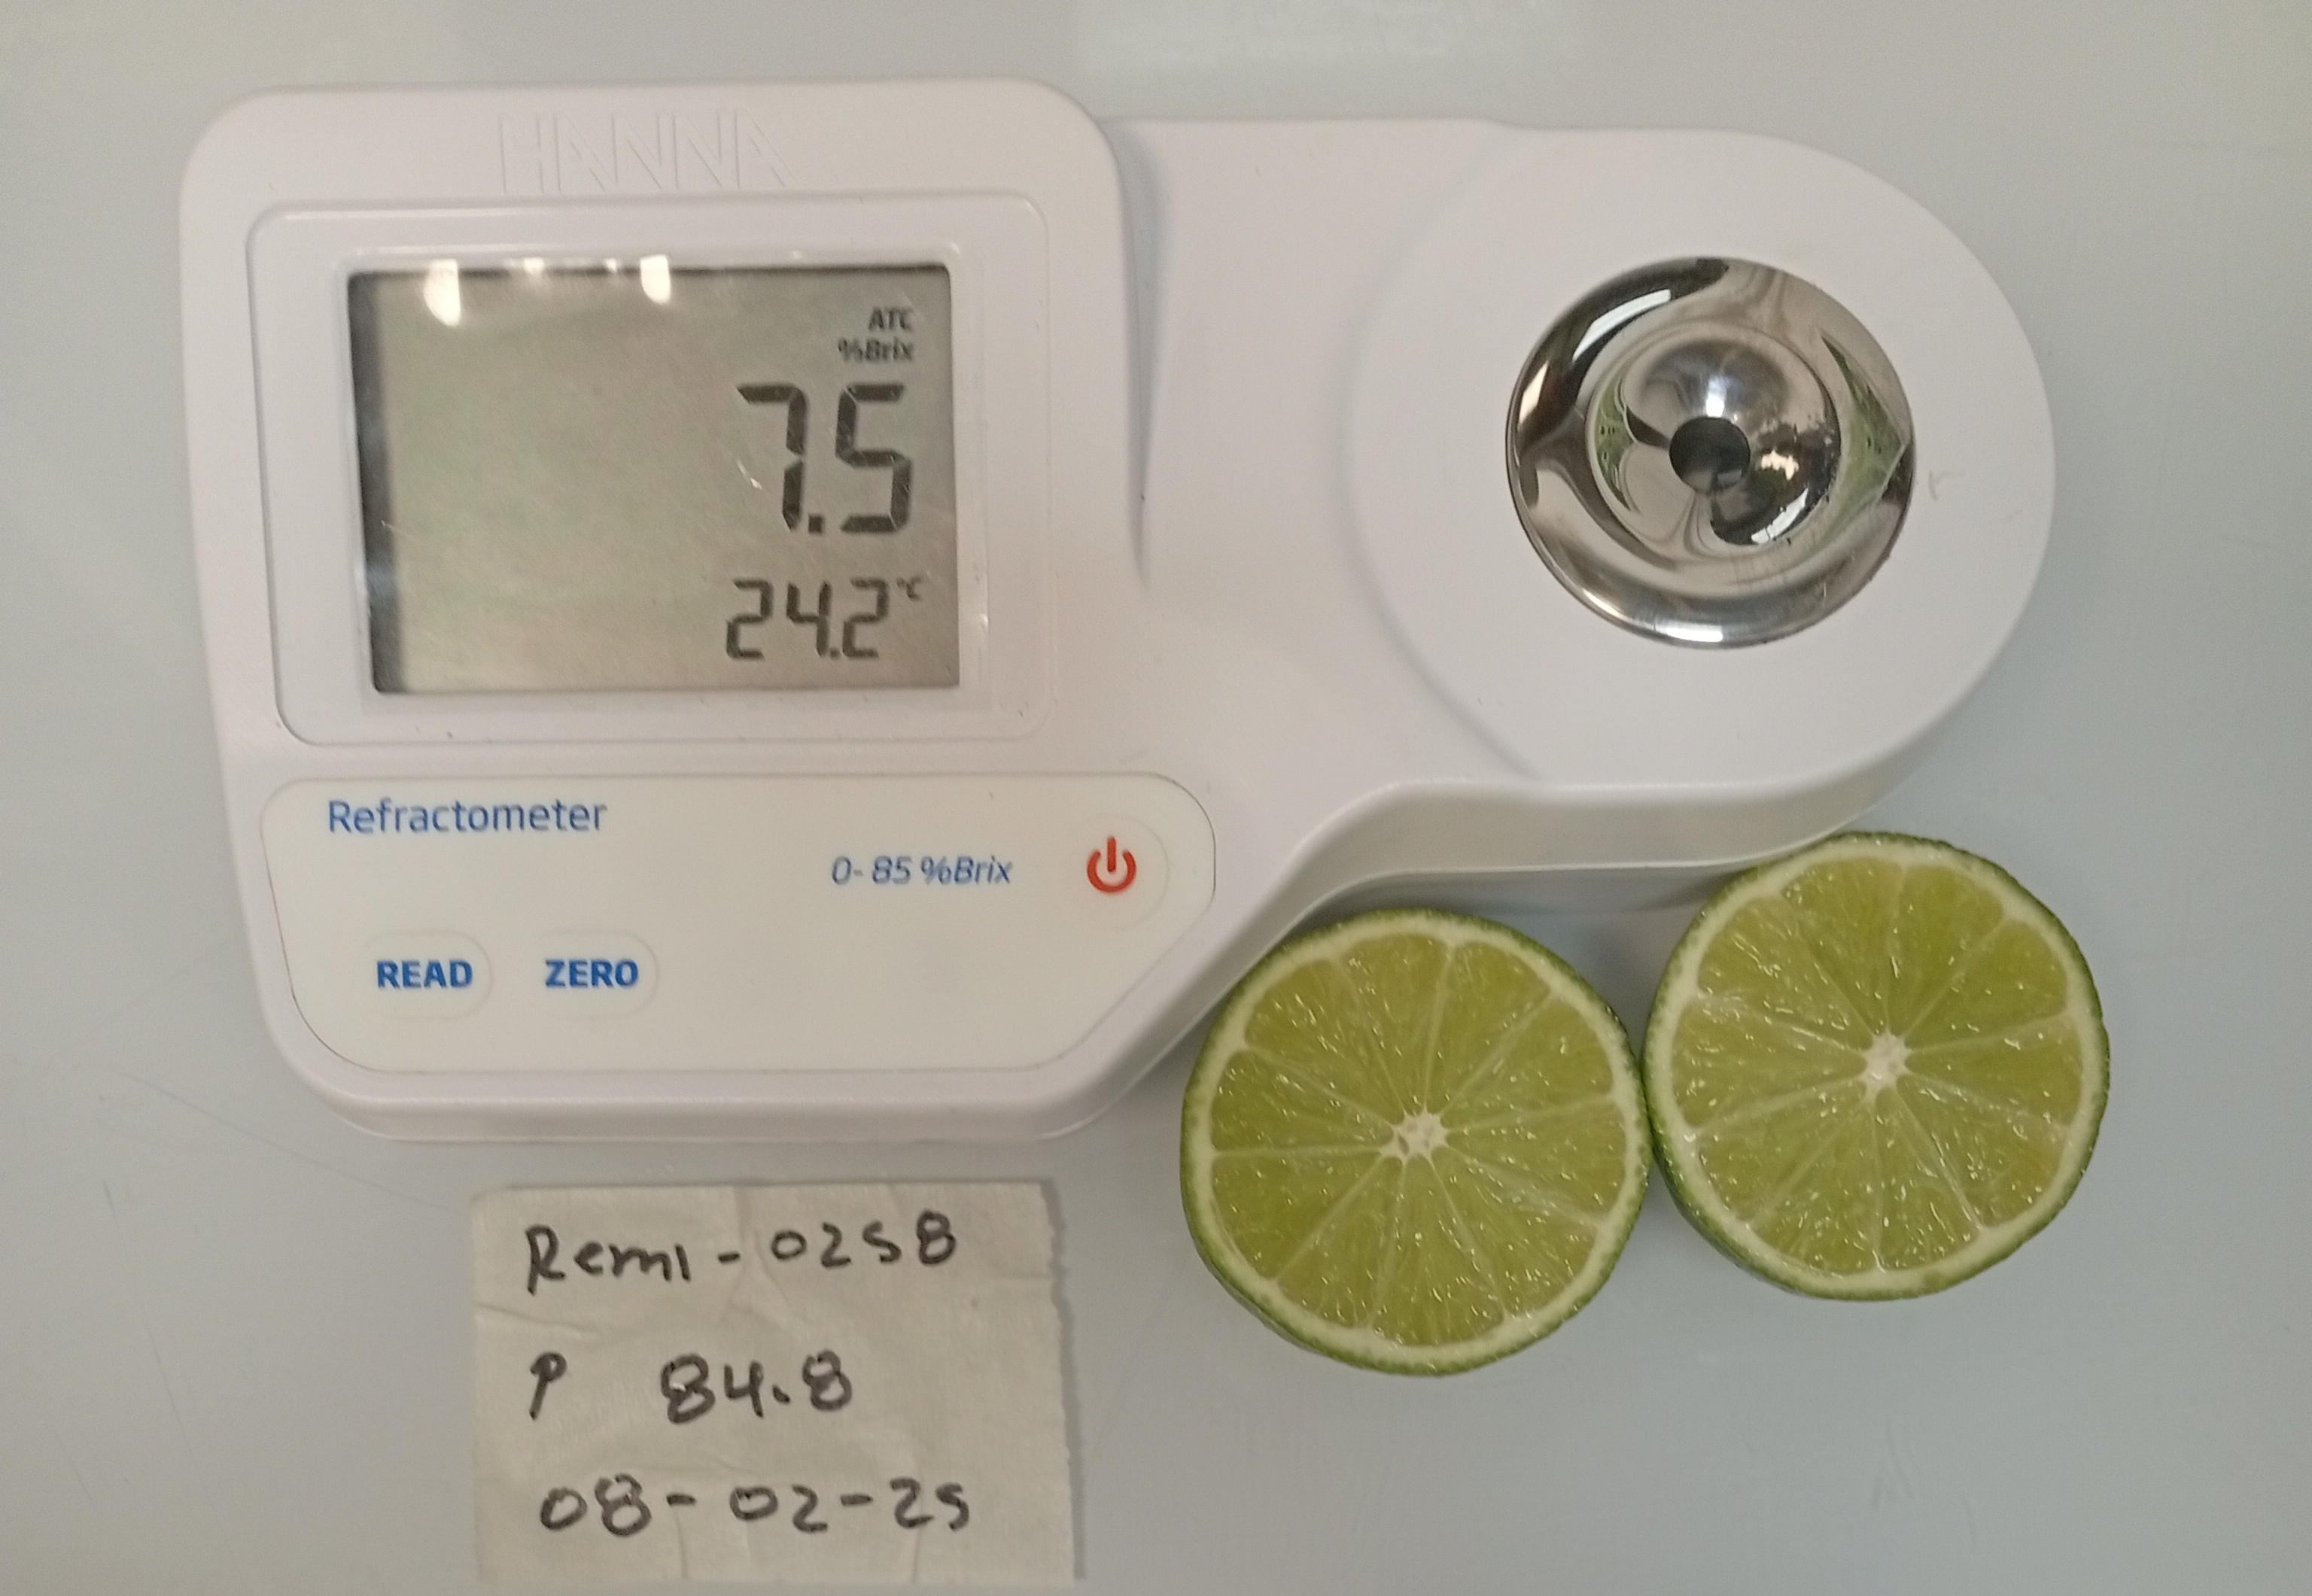 HANNA
ATC
%Brix
7.5
24.2°C
Refractometer
0-85 %Brix
READ
ZERO
Remi-0258
P 84.8
08-02-25